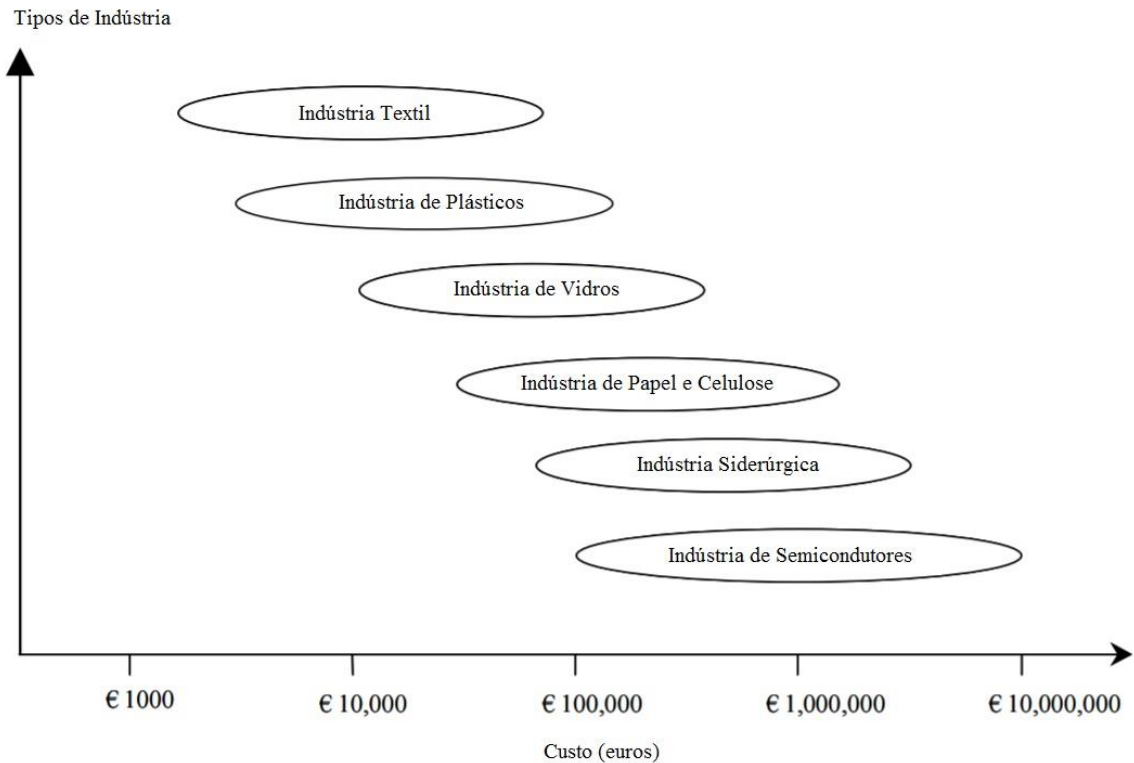 Tipos de Indústria
Indústria Textil
Indústria de Plásticos
Indústria de Vidros
Indústria de Papel e Celulose
Indústria Siderúrgica
Indústria de Semicondutores
€ 1000
€ 10,000
€ 100,000
€ 1,000,000
€ 10,000,000
Custo (euros)